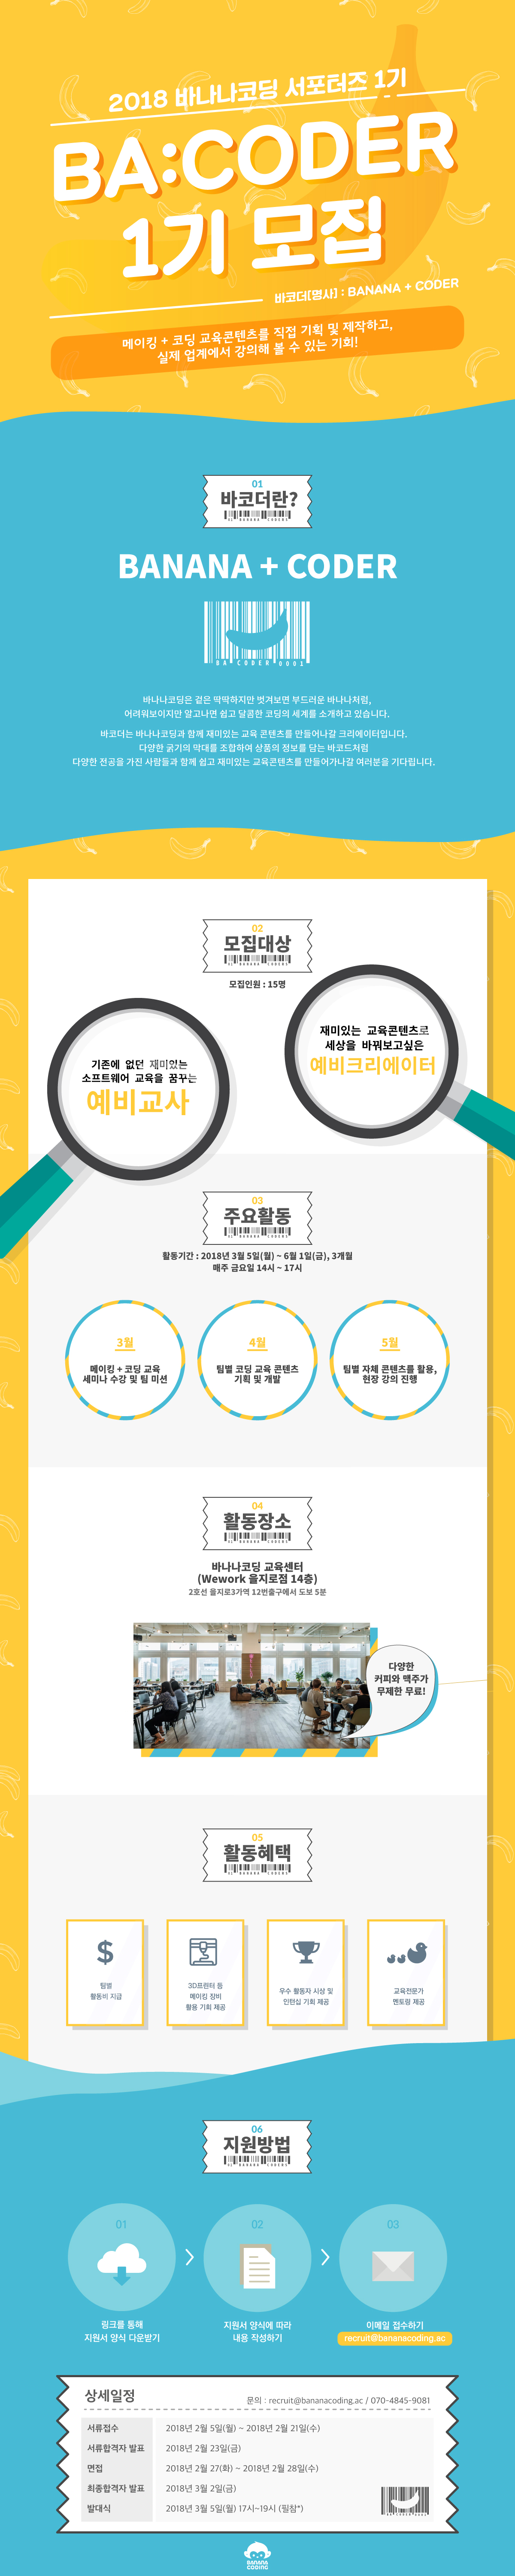 2018 바나나코딩 서포터즈 1기
BA:CODER
1기 모집
바코더[명사] : BANANA + CODER
메이킹 + 코딩 교육콘텐츠를 직접 기획 및 제작하고,
실제 업계에서 강의해 볼 수 있는 기회!
01
바코더란?
BANANA + CODER
BA CODER 0001
바나나코딩은 겉은 딱딱하지만 벗겨보면 부드러운 바나나처럼,
어려워보이지만 알고나면 쉽고 달콤한 코딩의 세계를 소개하고 있습니다.
바코더는 바나나코딩과 함께 재미있는 교육 콘텐츠를 만들어나갈 크리에이터입니다.
다양한 굵기의 막대를 조합하여 상품의 정보를 담는 바코드처럼
다양한 전공을 가진 사람들과 함께 쉽고 재미있는 교육콘텐츠를 만들어가나갈 여러분을 기다립니다.
02
모집대상
모집인원 : 15명
재미있는 교육콘텐츠로
세상을 바꿔보고싶은
예비크리에이터
기존에 없던 재미있는
소프트웨어 교육을 꿈꾸는
예비교사
03
주요활동
활동기간 : 2018년 3월 5일(월) ~ 6월 1일(금), 3개월
매주 금요일 14시 ~ 17시
3월
메이킹 + 코딩 교육
세미나 수강 및 팀 미션
4월
팀별 코딩 교육 콘텐츠
기획 및 개발
5월
팀별 자체 콘텐츠를 활용,
현장 강의 진행
04
활동장소
바나나코딩 교육센터
(Wework 을지로점 14층)
2호선 을지로3가역 12번출구에서 도보 5분
다양한
커피와 맥주가
무제한 무료!
05
활동혜택
팀별
활동비 지급
3D프린터 등
메이킹 장비
활용 기회 제공
우수 활동자 시상 및
인턴십 기회 제공
교육전문가
멘토링 제공
06
지원방법
01
링크를 통해
지원서 양식 다운받기
02
지원서 양식에 따라
내용 작성하기
03
이메일 접수하기
recruit@bananacoding.ac
상세일정
문의 : recruit@bananacoding.ac / 070-4845-9081
서류접수 2018년 2월 5일(월) ~ 2018년 2월 21일(수)
서류합격자 발표 2018년 2월 23일(금)
면접 2018년 2월 27(화) ~ 2018년 2월 28일(수)
최종합격자 발표 2018년 3월 2일(금)
발대식 2018년 3월 5일(월) 17시~19시 (필참*)
BA CODER 0001
BANANA
CODING